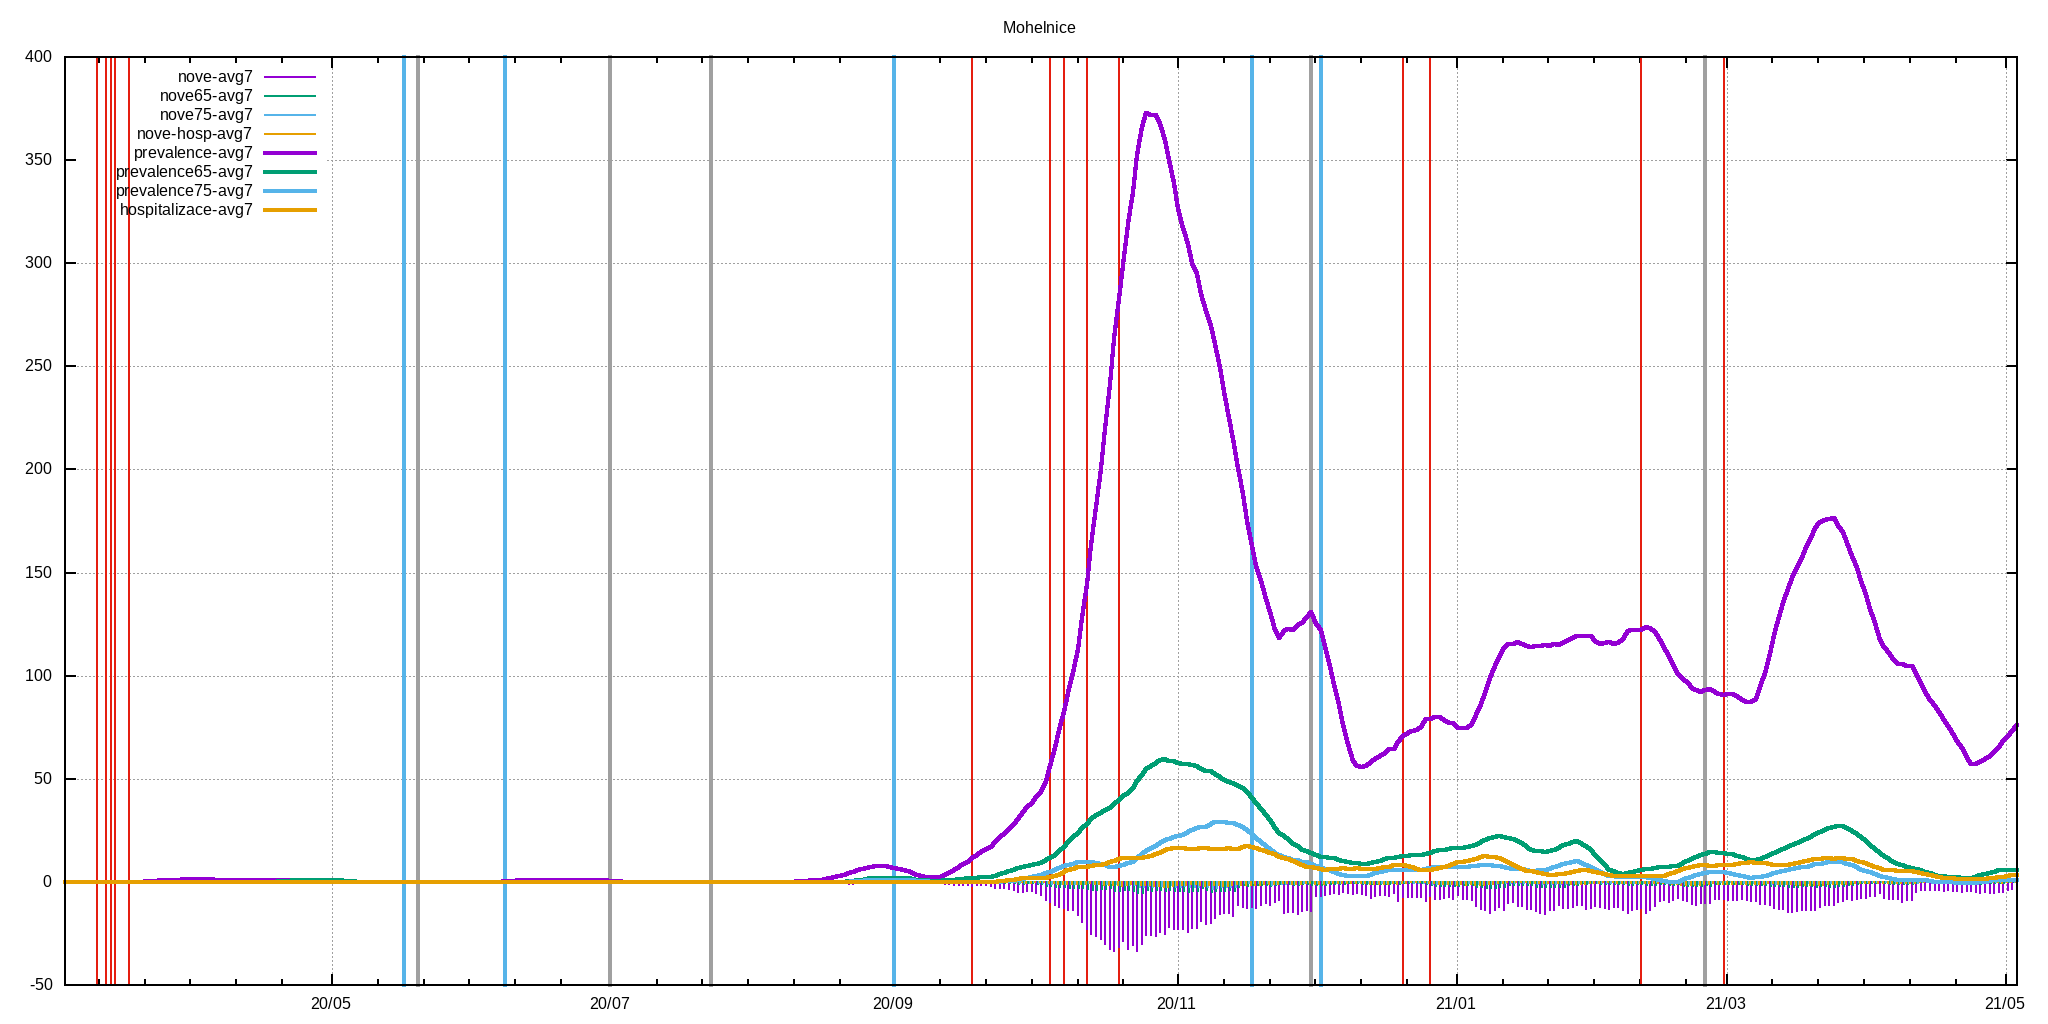 Mohelnice
400
350
300
250
200
150
100
50
0
-50
nove-avg7
nove65-avg7
nove75-avg7
nove-hosp-avg7
prevalence-avg7
prevalence65-avg7
prevalence75-avg7
hospitalizace-avg7
20/05 20/07 20/09 20/11 21/01 21/03 21/05